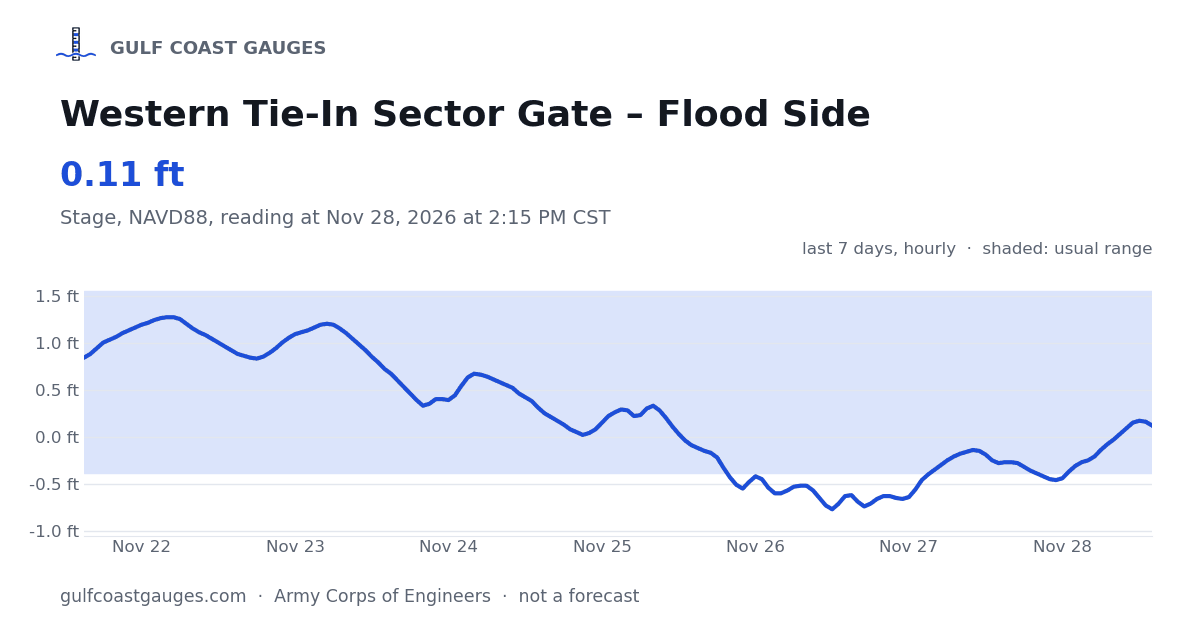 GULF COAST GAUGES
Western Tie-In Sector Gate – Flood Side
0.11 ft
Stage, NAVD88, reading at Nov 28, 2026 at 2:15 PM CST
last 7 days, hourly · shaded: usual range
1.5 ft
1.0 ft
0.5 ft
0.0 ft
-0.5 ft
-1.0 ft
Nov 22 Nov 23 Nov 24 Nov 25 Nov 26 Nov 27 Nov 28
gulfcoastgauges.com · Army Corps of Engineers · not a forecast